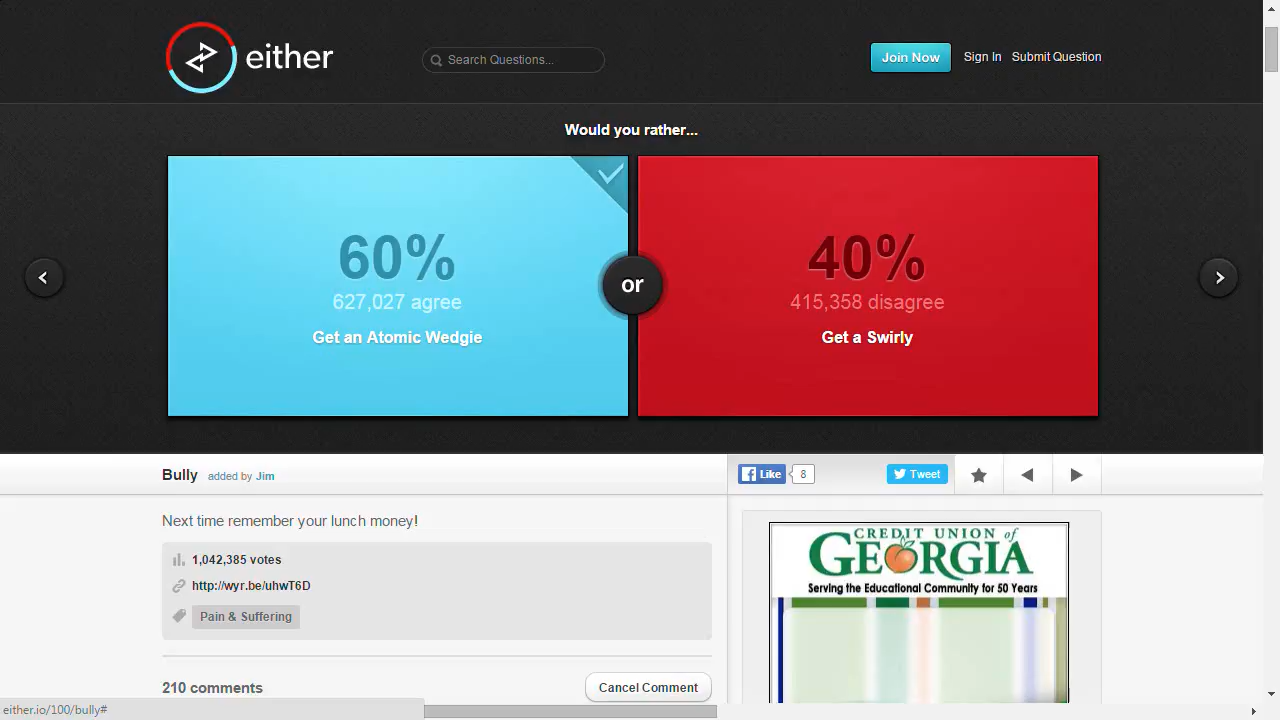 either
Search Questions...
Join Now
Sign In
Submit Question
Would you rather...
60%
627,027 agree
Get an Atomic Wedgie
or
40%
415,358 disagree
Get a Swirly
Bully
added by Jim
Like
8
Tweet
Next time remember your lunch money!
1,042,385 votes
http://wyr.be/uhwT6D
Pain & Suffering
210 comments
Cancel Comment
CREDIT UNION of
GEORGIA
Serving the Educational Community for 50 Years
either.io/100/bully#